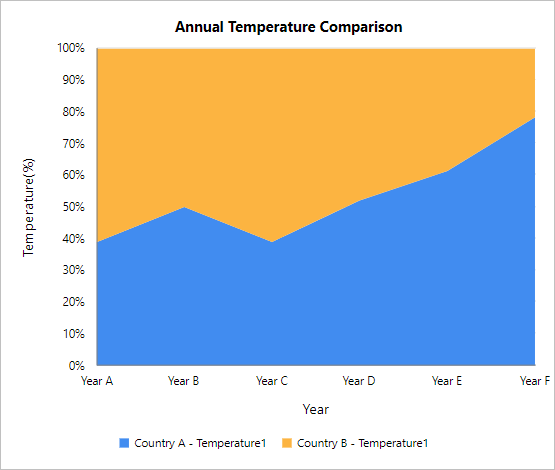 Annual Temperature Comparison
100%
90%
80%
70%
60%
50%
40%
30%
20%
10%
0%
Temperature(%)
Year A Year B Year C Year D Year E Year F
Year
Country A - Temperature1 Country B - Temperature1